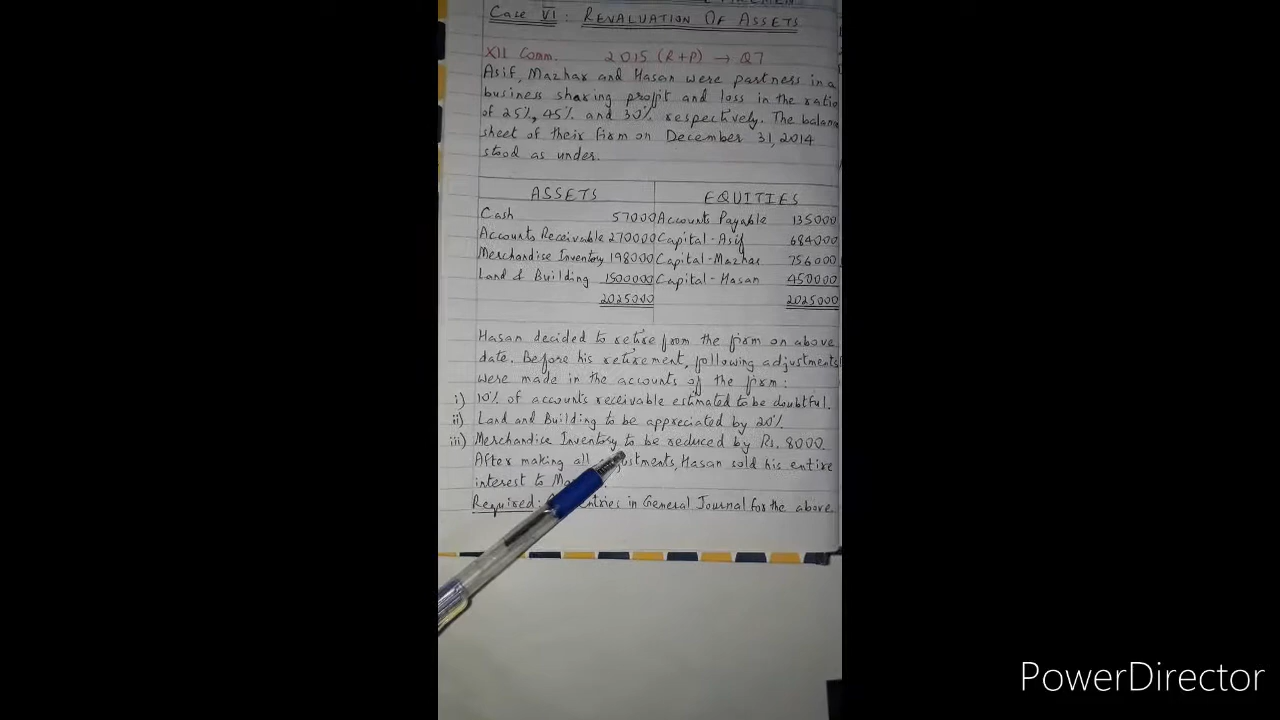 Case VI : REVALUATION OF ASSETS
XII Comm. 2015 (R+P) → Q7
Asif, Mazhar and Hasan were partness in a
business sharing profit and loss in the ratio
of 25%, 45% and 30% respectively. The balan
sheet of their firm on December 31, 2014
stood as under.
ASSETS EQUITIES
Cash 57000 Accounts Payable 135000
Accounts Receivable 270000 Capital-Asif 684000
Merchandise Inventory 198000 Capital-Mazhar 756000
Land & Building 1500000 Capital-Hasan 450000
2025000 2025000
Hasan decided to retire from the firm on above
date. Before his retirement, following adjustments
were made in the accounts of the firm:
i) 10% of accounts receivable estimated to be doubtful.
ii) Land and Building to be appreciated by 20%.
iii) Merchandice Inventory to be reduced by Rs. 8000.
After making all adjustments, Hasan sold his entire
interest to
Required: Entries in General Journal for the above
PowerDirector